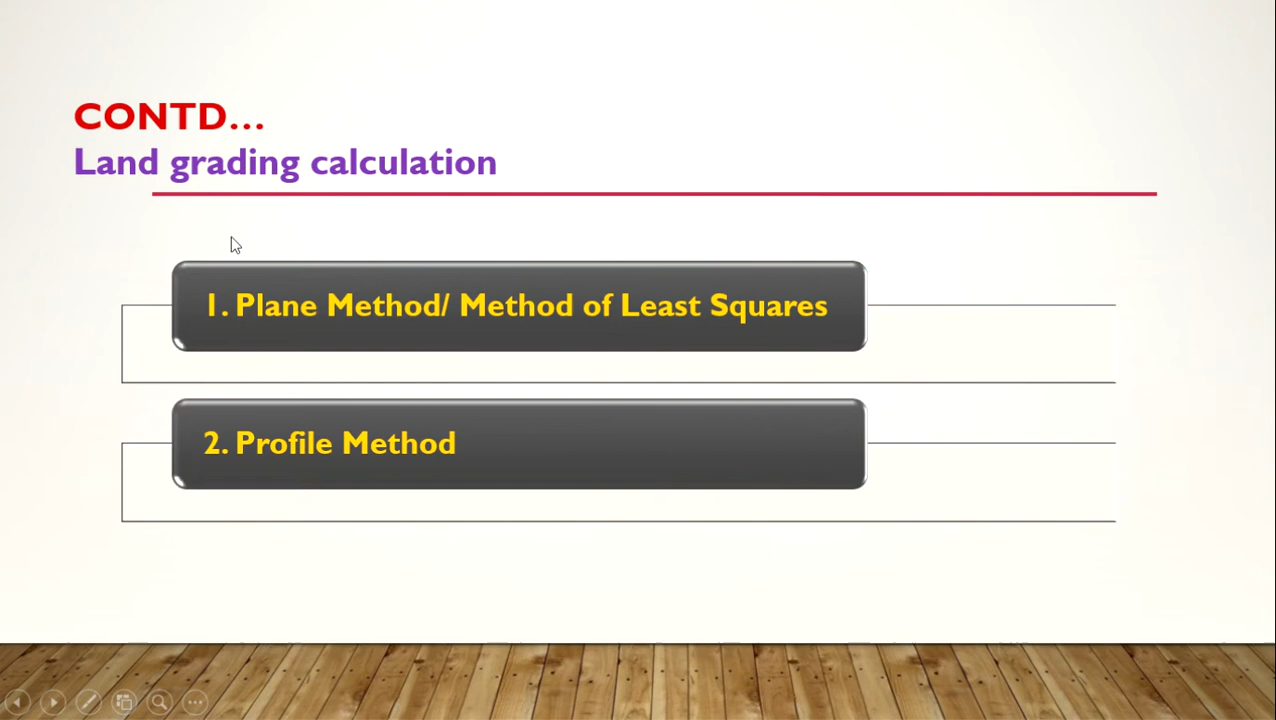 CONTD...
Land grading calculation
1. Plane Method/ Method of Least Squares
2. Profile Method